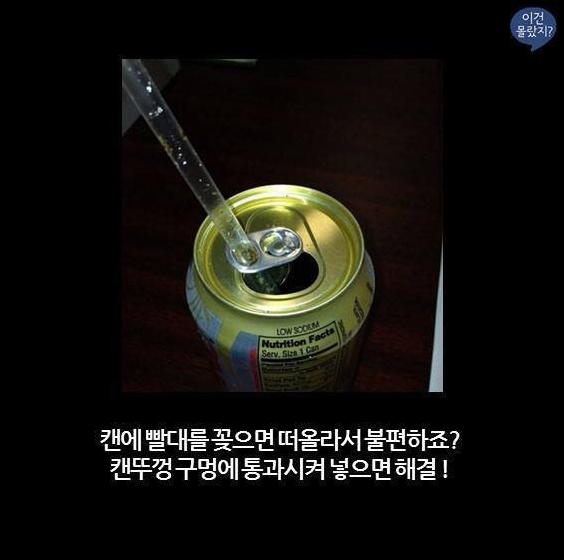 이건
몰랐지?
LOW SODIUM
Nutrition Facts
Serv. Size 1 Can
캔에 빨대를 꽂으면 떠올라서 불편하죠?
캔뚜껑 구멍에 통과시켜 넣으면 해결 !